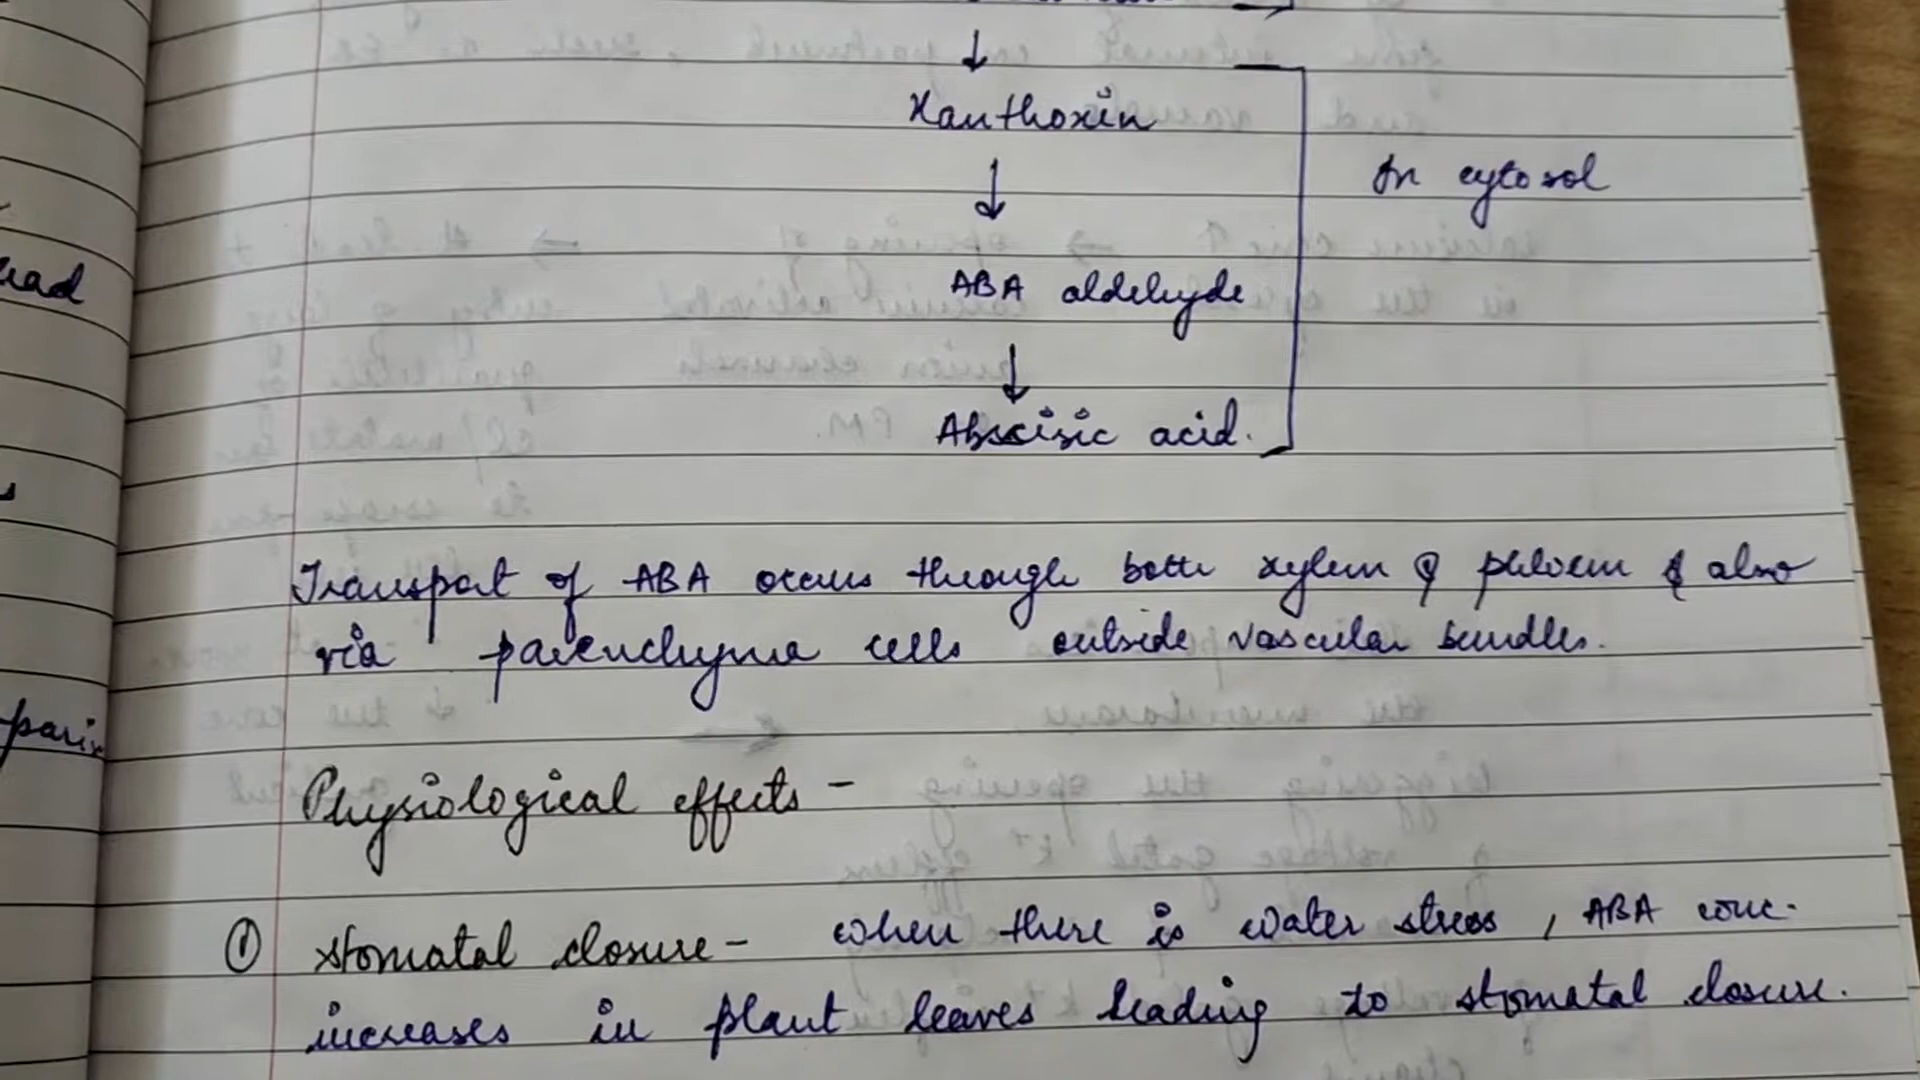 ↓
Xanthoxin
↓
In cytosol
ABA aldehyde
↓
Abscisic acid.
Transport of ABA occurs through both xylem & phloem & also
via parenchyma cells outside vascular bundles.
Physiological effects -
① Stomatal closure - when there is water stress, ABA conc.
increases in plant leaves leading to stomatal closure.